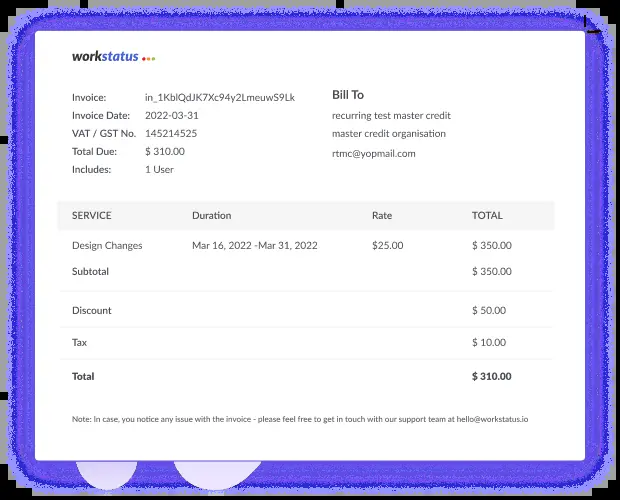 workstatus
Invoice: in_1KblQdJK7Xc94y2LmeuwS9Lk
Invoice Date: 2022-03-31
VAT / GST No. 145214525
Total Due: $ 310.00
Includes: 1 User
Bill To
recurring test master credit
master credit organisation
rtmc@yopmail.com
SERVICE Duration Rate TOTAL
Design Changes Mar 16, 2022 -Mar 31, 2022 $25.00 $ 350.00
Subtotal $ 350.00
Discount $ 50.00
Tax $ 10.00
Total $ 310.00
Note: In case, you notice any issue with the invoice - please feel free to get in touch with our support team at hello@workstatus.io